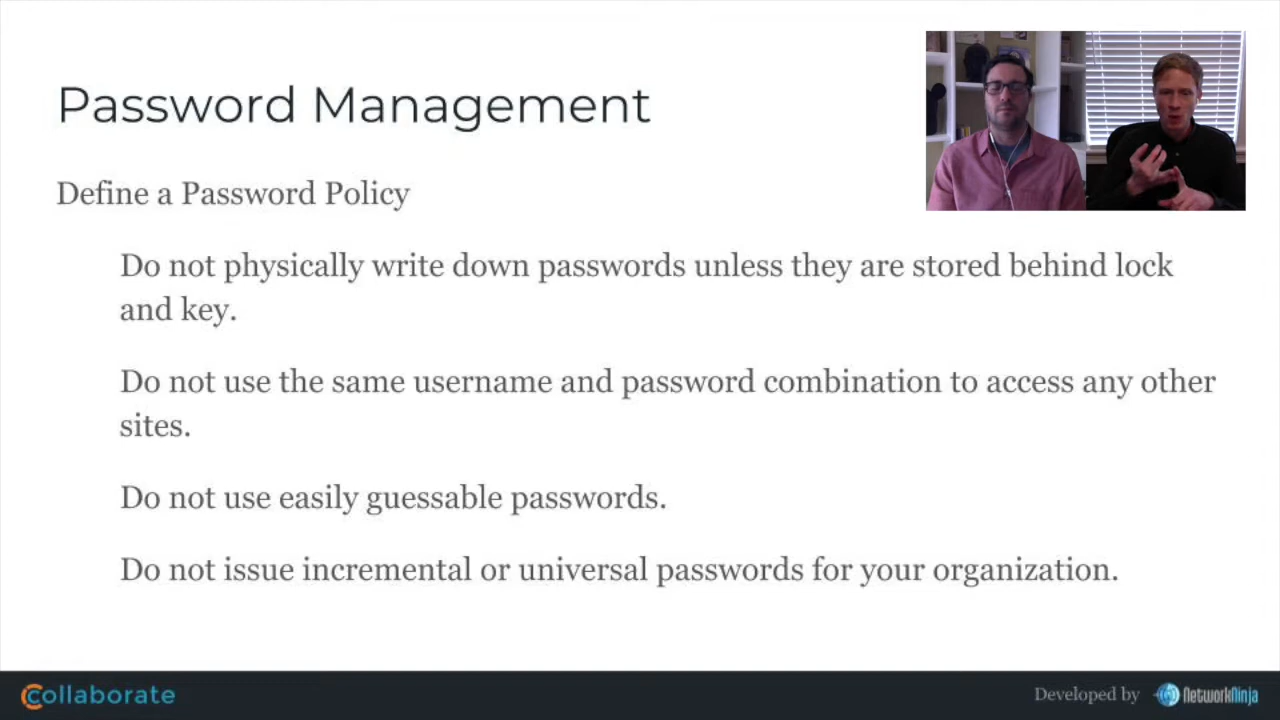 Password Management
Define a Password Policy
Do not physically write down passwords unless they are stored behind lock
and key.
Do not use the same username and password combination to access any other
sites.
Do not use easily guessable passwords.
Do not issue incremental or universal passwords for your organization.
collaborate
Developed by NetworkNinja